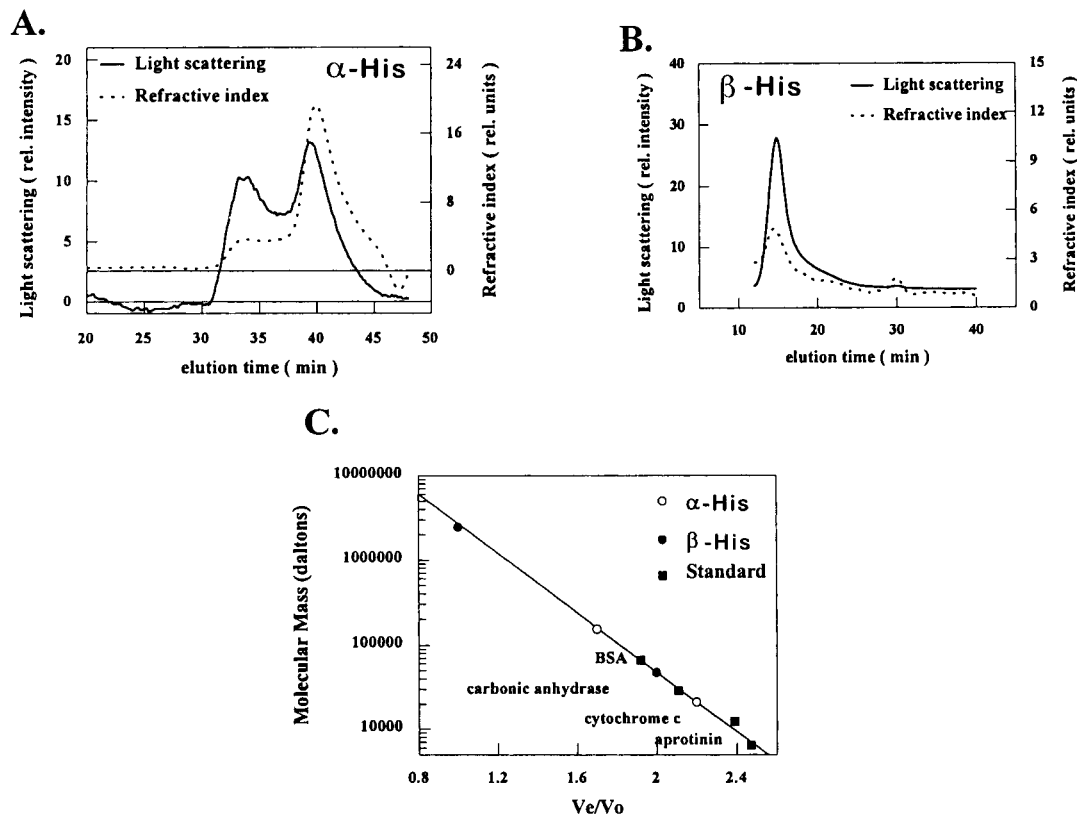 A.
Light scattering
Refractive index
α-His
Light scattering ( rel. intensity )
20
15
10
5
0
24
16
8
0
Refractive index ( rel. units )
20 25 30 35 40 45 50
elution time ( min )
B.
β-His
Light scattering
Refractive index
Light scattering ( rel. intensity )
40
30
20
10
0
15
12
9
6
3
0
Refractive index ( rel. units )
10 20 30 40
elution time ( min )
C.
Molecular Mass (daltons)
10000000
1000000
100000
10000
α-His
β-His
Standard
BSA
carbonic anhydrase
cytochrome c
aprotinin
0.8 1.2 1.6 2 2.4
Ve/Vo